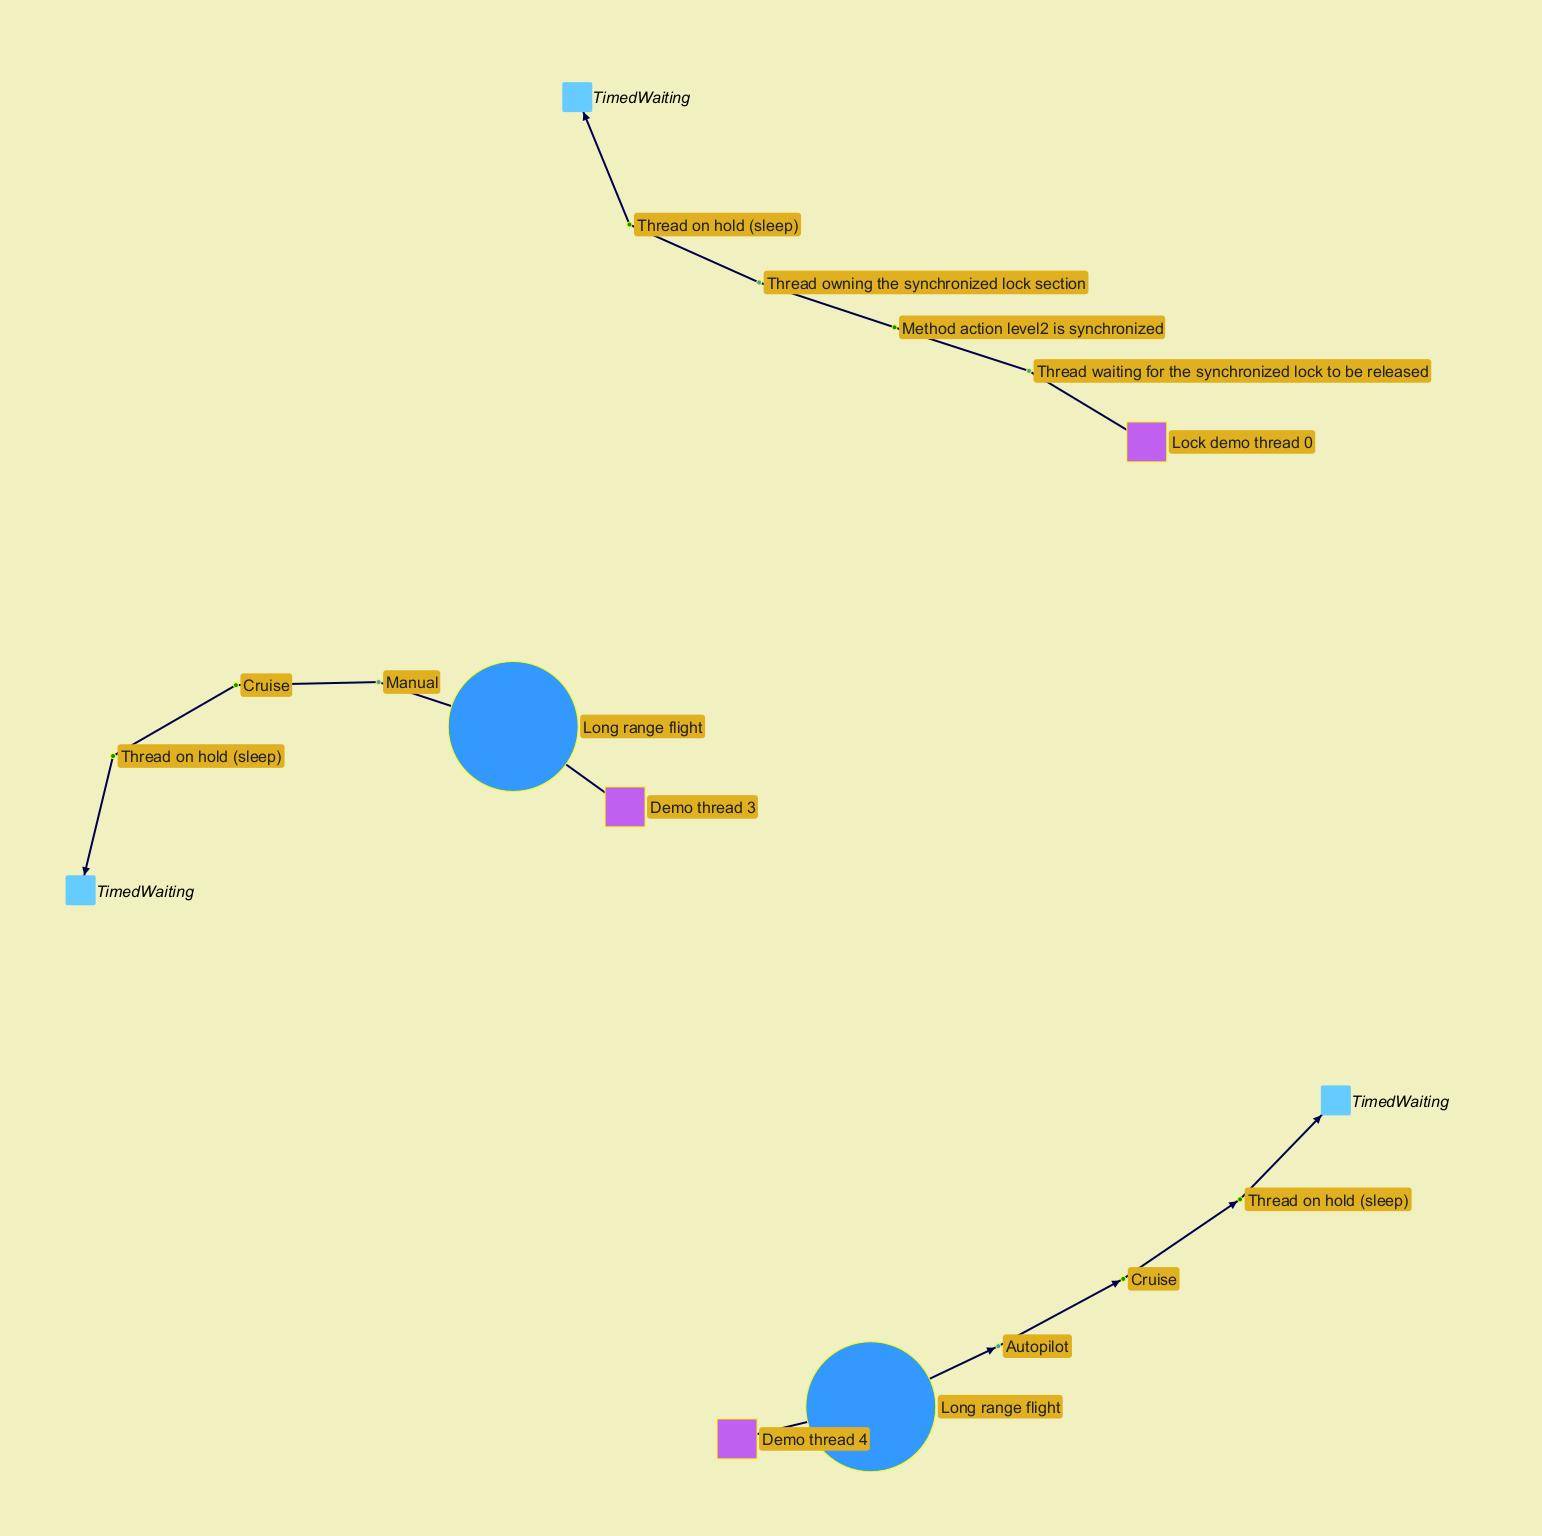 TimedWaiting
Thread on hold (sleep)
Thread owning the synchronized lock section
Method action level2 is synchronized
Thread waiting for the synchronized lock to be released
Lock demo thread 0
Cruise
Manual
Long range flight
Thread on hold (sleep)
Demo thread 3
TimedWaiting
TimedWaiting
Thread on hold (sleep)
Cruise
Autopilot
Long range flight
Demo thread 4